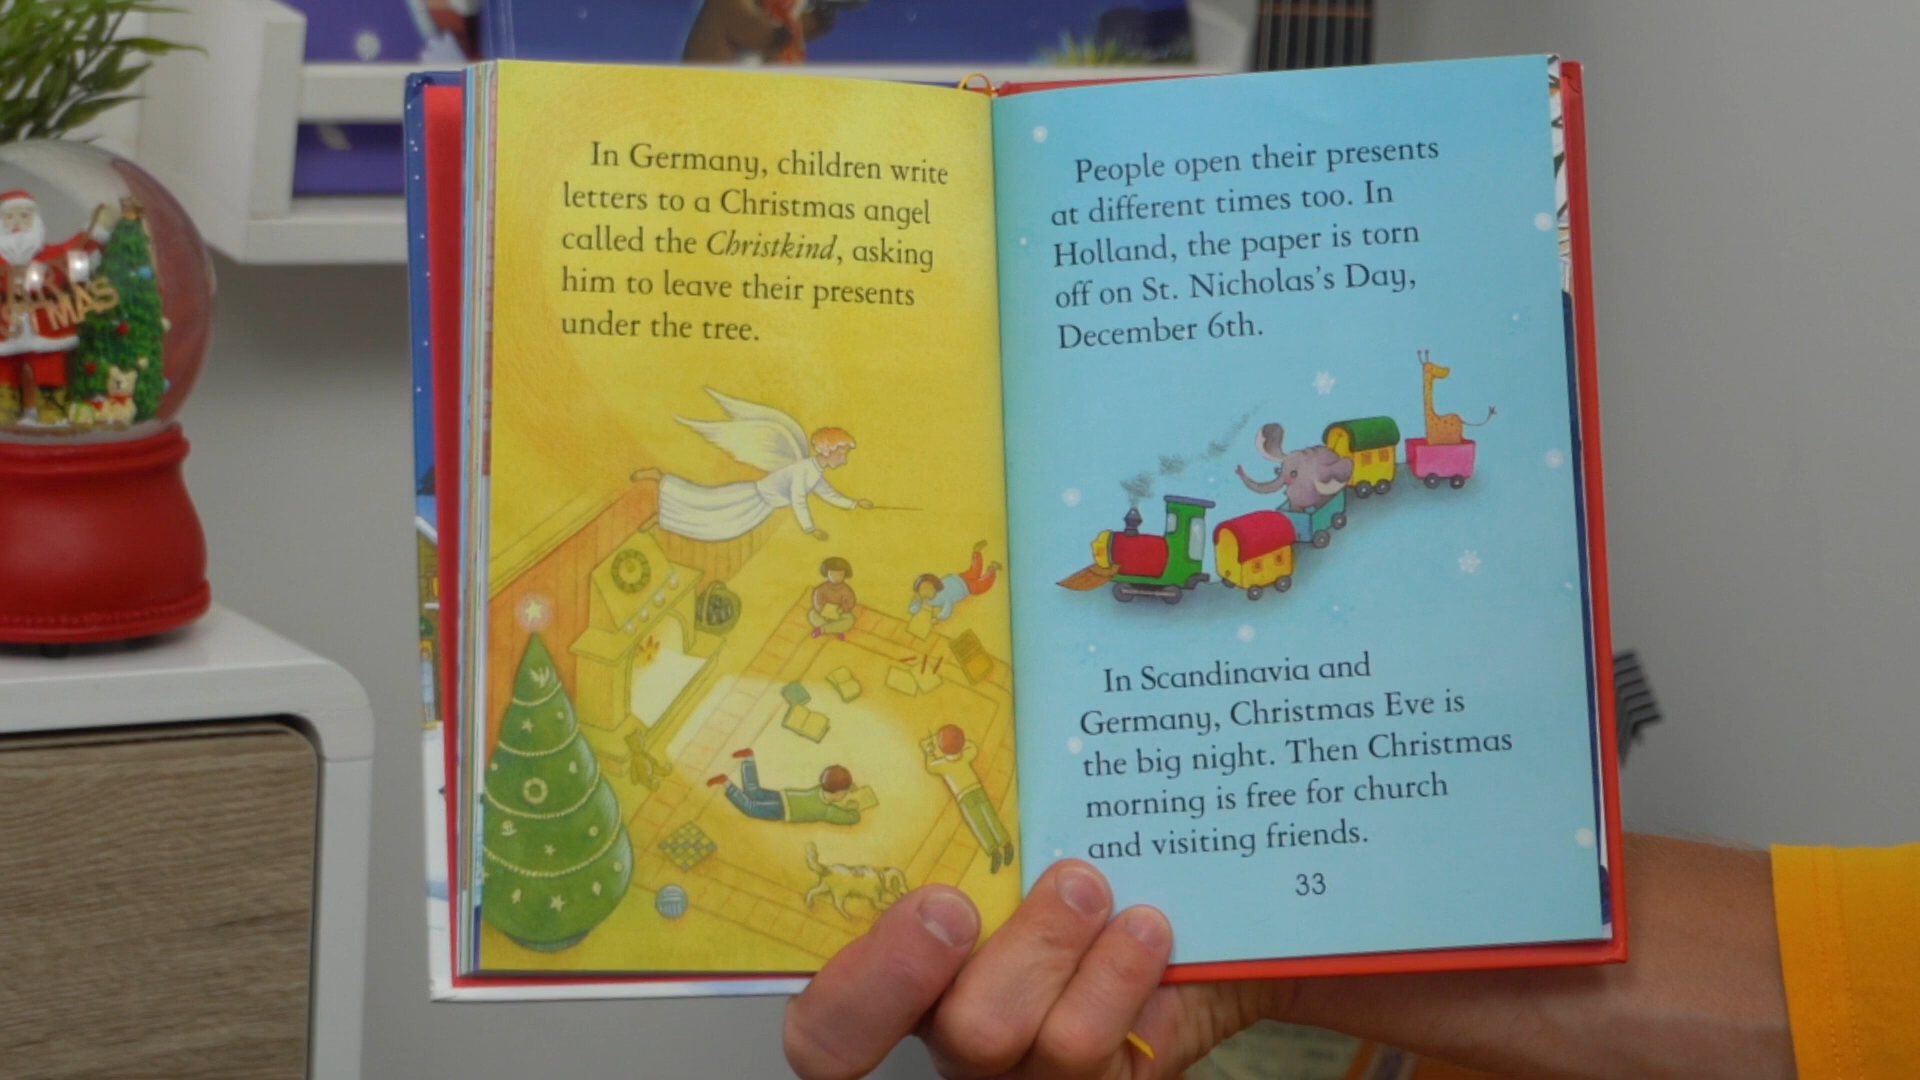 In Germany, children write
letters to a Christmas angel
called the Christkind, asking
him to leave their presents
under the tree.
People open their presents
at different times too. In
Holland, the paper is torn
off on St. Nicholas's Day,
December 6th.
In Scandinavia and
Germany, Christmas Eve is
the big night. Then Christmas
morning is free for church
and visiting friends.
33